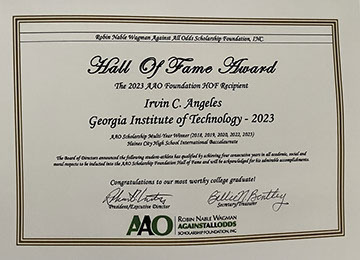 Robin Nable Wagman Against All Odds Scholarship Foundation, INC.
Hall Of Fame Award
The 2023 AAO Foundation HOF Recipient
Irvin C. Angeles
Georgia Institute of Technology - 2023
AAO Scholarship Multi-Year Winner (2018, 2019, 2020, 2022, 2023)
Haines City High School International Baccalaureate
The Board of Directors announced the following student-athlete has qualified by achieving four successive years in all academic, social and
moral respects to be inducted into the AAO Scholarship Foundation Hall of Fame and will be acknowledged for his admirable accomplishments.
Congratulations to our most worthy college graduate!
President/Executive Director
Secretary/Treasurer
AAO
ROBIN NABLE WAGMAN
AGAINSTALLODDS
SCHOLARSHIP FOUNDATION, INC